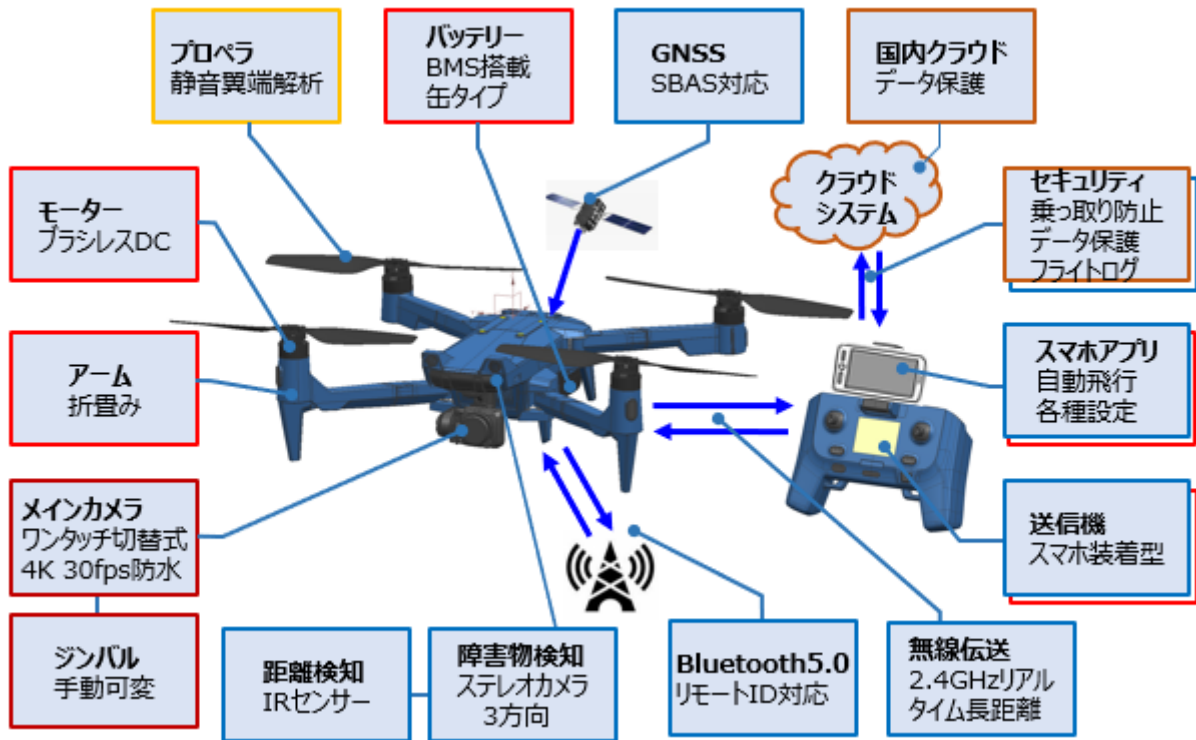 プロペラ
静音翼端解析
バッテリー
BMS搭載
缶タイプ
GNSS
SBAS対応
国内クラウド
データ保護
クラウド
システム
セキュリティ
乗っ取り防止
データ保護
フライトログ
モーター
ブラシレスDC
アーム
折畳み
スマホアプリ
自動飛行
各種設定
メインカメラ
ワンタッチ切替式
4K 30fps防水
送信機
スマホ装着型
ジンバル
手動可変
距離検知
IRセンサー
障害物検知
ステレオカメラ
3方向
Bluetooth5.0
リモートID対応
無線伝送
2.4GHzリアル
タイム長距離